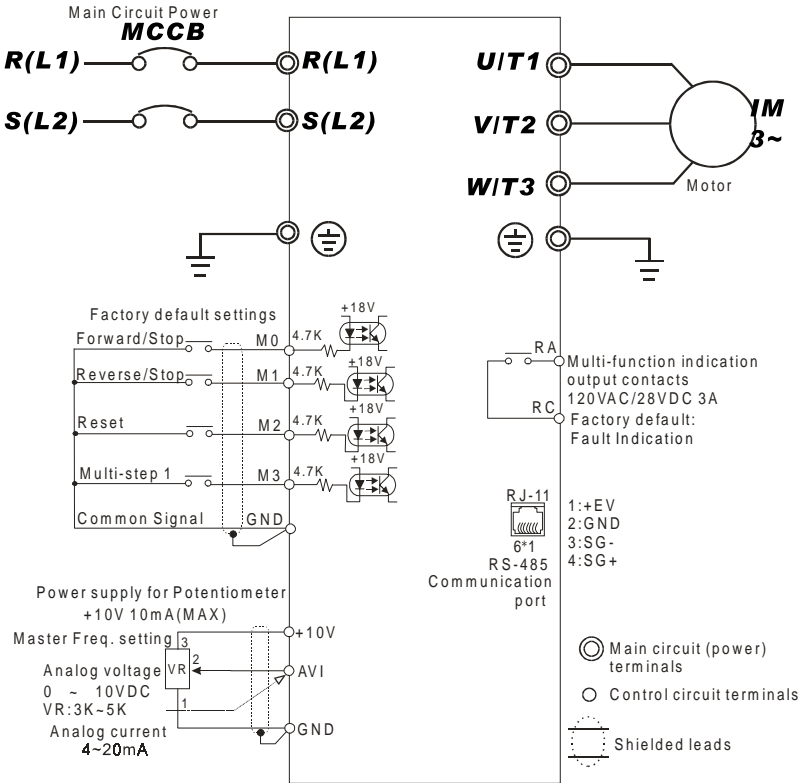 Main Circuit Power
MCCB
R(L1)
R(L1)
S(L2)
S(L2)
U/T1
V/T2
W/T3
IM
3~
Motor
Factory default settings
Forward/Stop
M0
4.7K
+18V
Reverse/Stop
M1
4.7K
+18V
Reset
M2
4.7K
+18V
Multi-step 1
M3
4.7K
+18V
Common Signal
GND
RA
Multi-function indication
output contacts
120VAC/28VDC 3A
RC
Factory default:
Fault Indication
RJ-11
6*1
RS-485
Communication
port
1:+EV
2:GND
3:SG-
4:SG+
Power supply for Potentiometer
+10V 10mA(MAX)
Master Freq. setting
3
+10V
Analog voltage
VR
2
AVI
0 ~ 10VDC
VR:3K~5K
1
Analog current
4~20mA
GND
Main circuit (power)
terminals
Control circuit terminals
Shielded leads